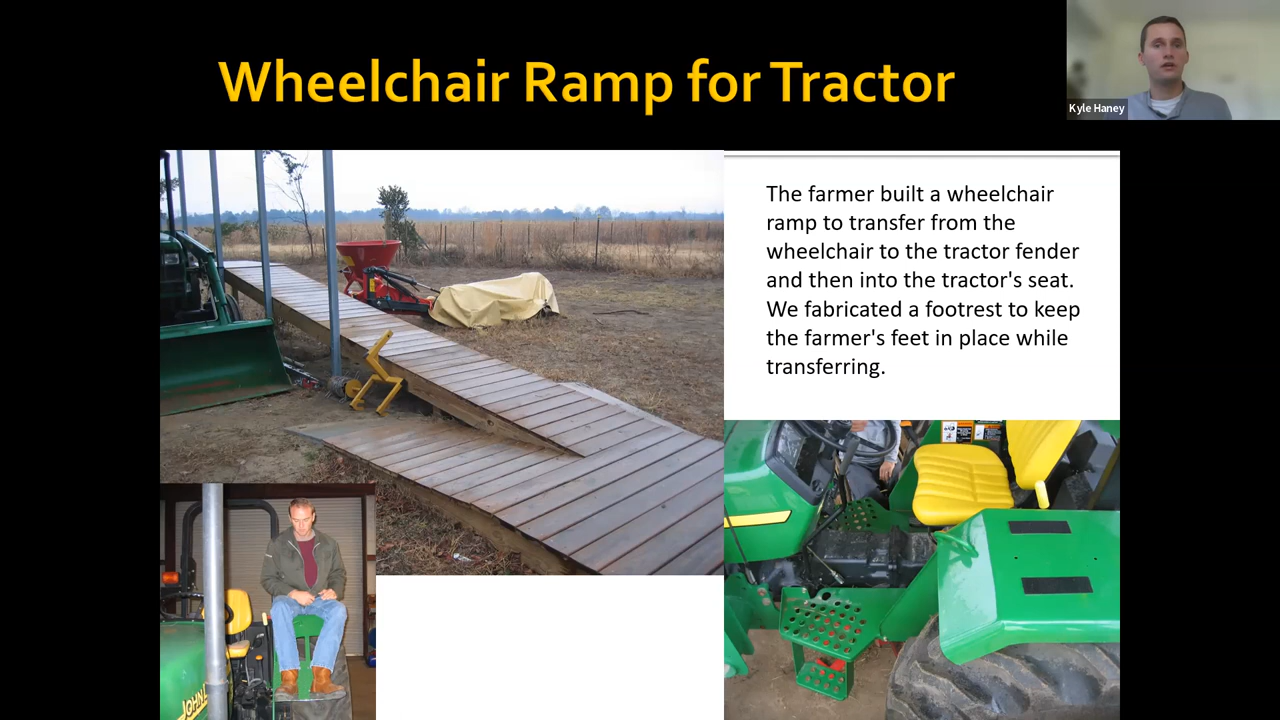 Wheelchair Ramp for Tractor
Kyle Haney
The farmer built a wheelchair
ramp to transfer from the
wheelchair to the tractor fender
and then into the tractor's seat.
We fabricated a footrest to keep
the farmer's feet in place while
transferring.
JOHN